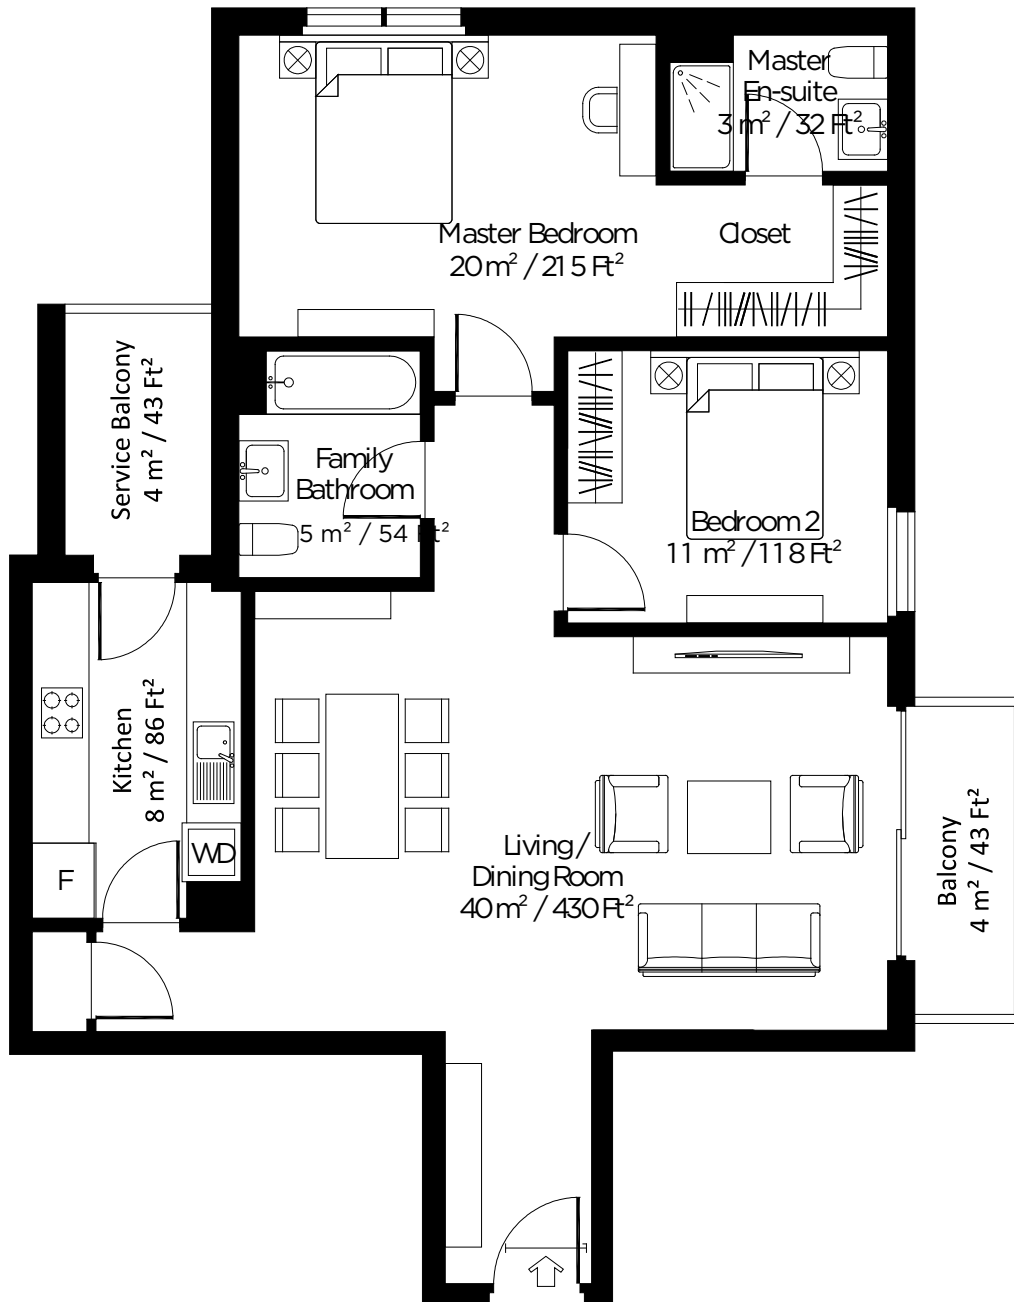 Master
En-suite
3 m² / 32 Ft²
Master Bedroom
20 m² / 215 Ft²
Closet
Service Balcony
4 m² / 43 Ft²
Family
Bathroom
5 m² / 54 Ft²
Bedroom 2
11 m² / 118 Ft²
Kitchen
8 m² / 86 Ft²
WD
F
Living /
Dining Room
40 m² / 430 Ft²
Balcony
4 m² / 43 Ft²